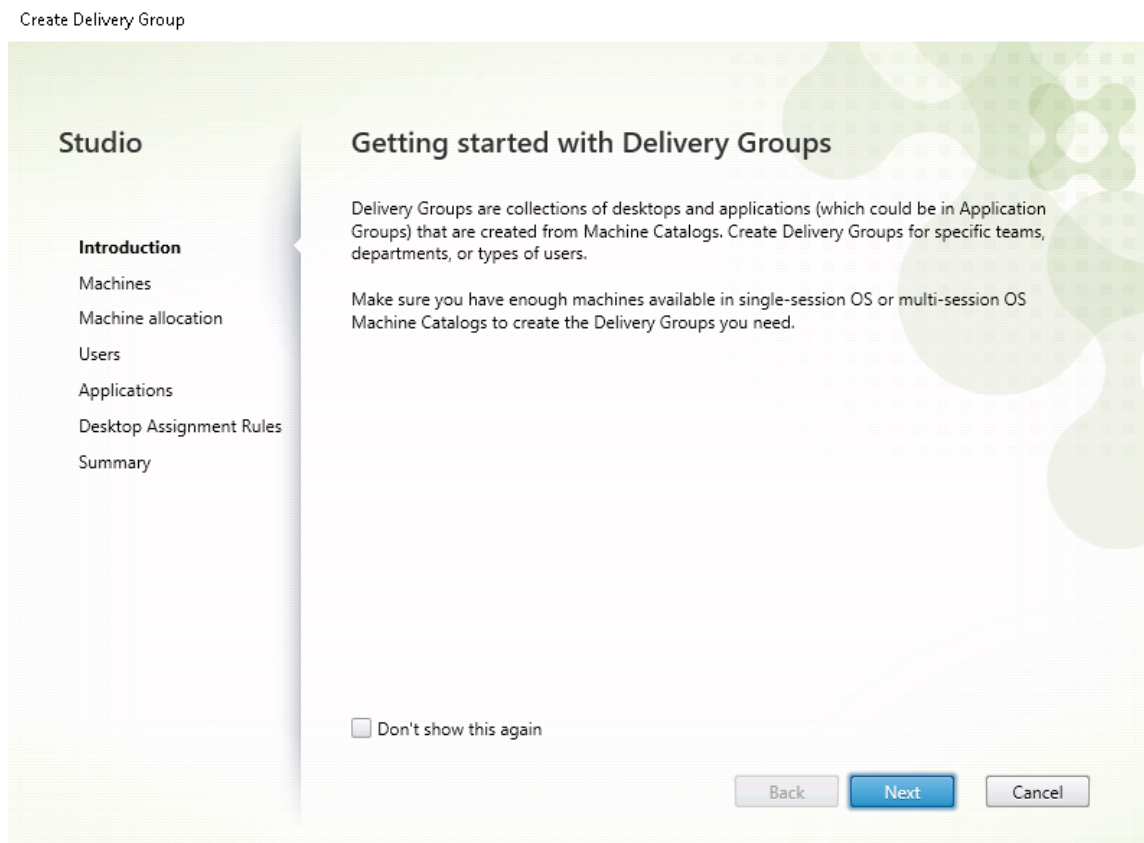 Create Delivery Group
Studio
Introduction
Machines
Machine allocation
Users
Applications
Desktop Assignment Rules
Summary
Getting started with Delivery Groups
Delivery Groups are collections of desktops and applications (which could be in Application
Groups) that are created from Machine Catalogs. Create Delivery Groups for specific teams,
departments, or types of users.
Make sure you have enough machines available in single-session OS or multi-session OS
Machine Catalogs to create the Delivery Groups you need.
Don't show this again
Back
Next
Cancel